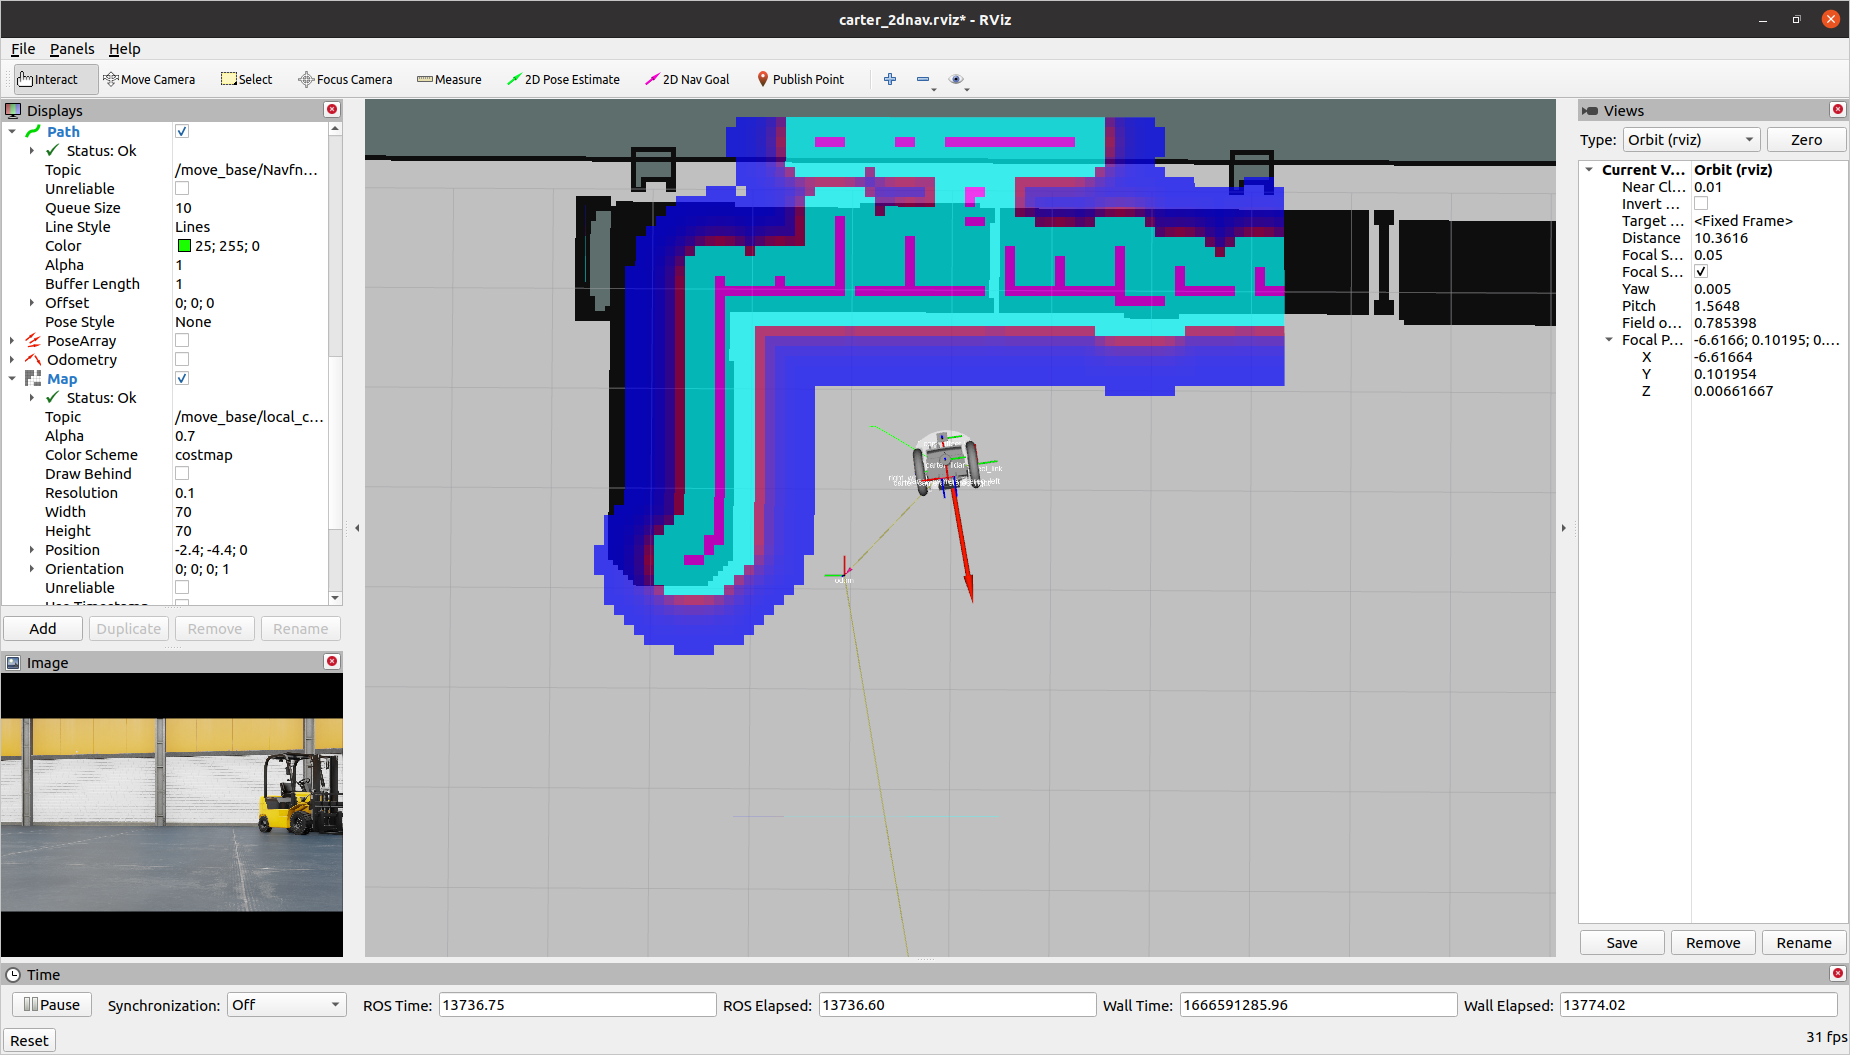 carter_2dnav.rviz* - RViz
File Panels Help
Interact Move Camera Select Focus Camera Measure 2D Pose Estimate 2D Nav Goal Publish Point
Displays
Path
Status: Ok
Topic /move_base/Navfn...
Unreliable
Queue Size 10
Line Style Lines
Color 25; 255; 0
Alpha 1
Buffer Length 1
Offset 0; 0; 0
Pose Style None
PoseArray
Odometry
Map
Status: Ok
Topic /move_base/local_c...
Alpha 0.7
Color Scheme costmap
Draw Behind
Resolution 0.1
Width 70
Height 70
Position -2.4; -4.4; 0
Orientation 0; 0; 0; 1
Unreliable
Add Duplicate Remove Rename
Image
odom
Views
Type: Orbit (rviz) Zero
Current V... Orbit (rviz)
Near Cl... 0.01
Invert ...
Target ... <Fixed Frame>
Distance 10.3616
Focal S... 0.05
Focal S...
Yaw 0.005
Pitch 1.5648
Field o... 0.785398
Focal P... -6.6166; 0.10195; 0....
X -6.61664
Y 0.101954
Z 0.00661667
Save Remove Rename
Time
Pause Synchronization: Off ROS Time: 13736.75 ROS Elapsed: 13736.60 Wall Time: 1666591285.96 Wall Elapsed: 13774.02
Reset 31 fps